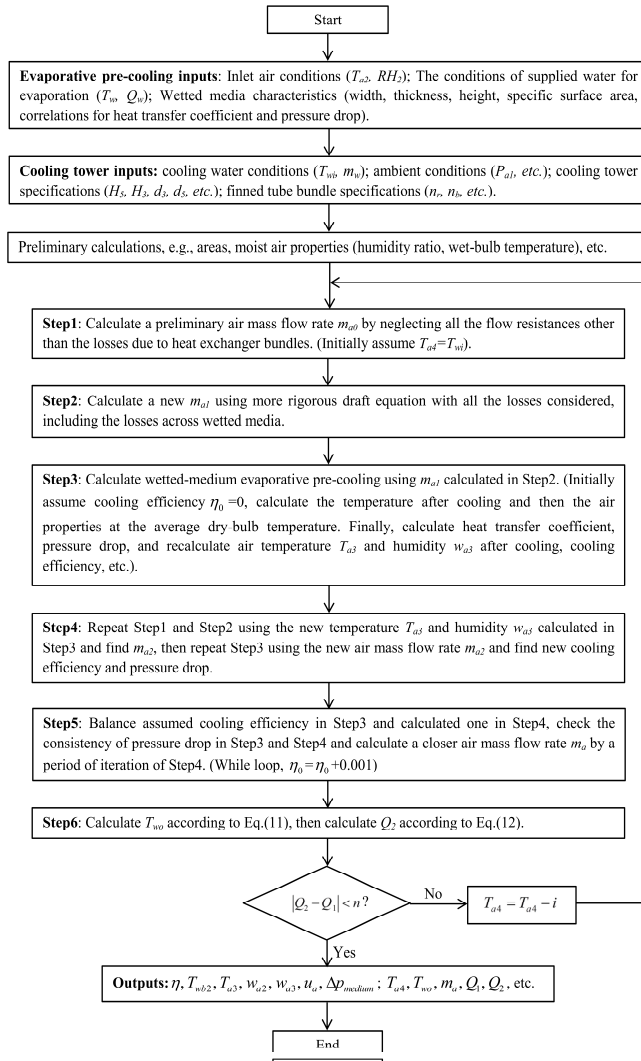 Start
Evaporative pre-cooling inputs: Inlet air conditions (Ta2, RH2); The conditions of supplied water for
evaporation (Tw, Qw); Wetted media characteristics (width, thickness, height, specific surface area,
correlations for heat transfer coefficient and pressure drop).
Cooling tower inputs: cooling water conditions (Twi, mw); ambient conditions (Pa1, etc.); cooling tower
specifications (H5, H3, d3, d5, etc.); finned tube bundle specifications (nr, nb, etc.).
Preliminary calculations, e.g., areas, moist air properties (humidity ratio, wet-bulb temperature), etc.
Step1: Calculate a preliminary air mass flow rate ma0 by neglecting all the flow resistances other
than the losses due to heat exchanger bundles. (Initially assume Ta4=Twi).
Step2: Calculate a new ma1 using more rigorous draft equation with all the losses considered,
including the losses across wetted media.
Step3: Calculate wetted-medium evaporative pre-cooling using ma1 calculated in Step2. (Initially
assume cooling efficiency η0 =0, calculate the temperature after cooling and then the air
properties at the average dry-bulb temperature. Finally, calculate heat transfer coefficient,
pressure drop, and recalculate air temperature Ta3 and humidity wa3 after cooling, cooling
efficiency, etc.).
Step4: Repeat Step1 and Step2 using the new temperature Ta3 and humidity wa3 calculated in
Step3 and find ma2, then repeat Step3 using the new air mass flow rate ma2 and find new cooling
efficiency and pressure drop.
Step5: Balance assumed cooling efficiency in Step3 and calculated one in Step4, check the
consistency of pressure drop in Step3 and Step4 and calculate a closer air mass flow rate ma by a
period of iteration of Step4. (While loop, η0 = η0 +0.001)
Step6: Calculate Two according to Eq.(11), then calculate Q2 according to Eq.(12).
|Q2 − Q1| < n ?
No
Ta4 = Ta4 − i
Yes
Outputs: η, Twb2, Ta3, wa2, wa3, ua, Δpmedium ; Ta4, Two, ma, Q1, Q2, etc.
End